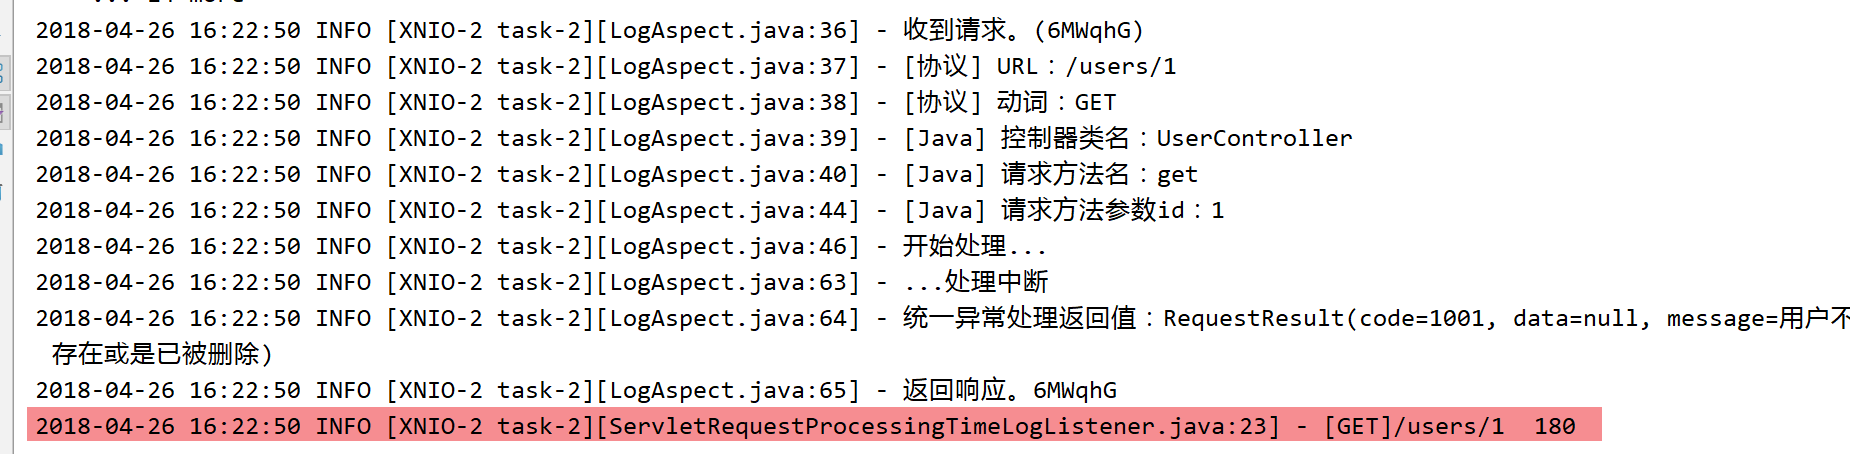 2018-04-26 16:22:50 INFO [XNIO-2 task-2][LogAspect.java:36] - 收到请求。(6MWqhG)
2018-04-26 16:22:50 INFO [XNIO-2 task-2][LogAspect.java:37] - [协议] URL：/users/1
2018-04-26 16:22:50 INFO [XNIO-2 task-2][LogAspect.java:38] - [协议] 动词：GET
2018-04-26 16:22:50 INFO [XNIO-2 task-2][LogAspect.java:39] - [Java] 控制器类名：UserController
2018-04-26 16:22:50 INFO [XNIO-2 task-2][LogAspect.java:40] - [Java] 请求方法名：get
2018-04-26 16:22:50 INFO [XNIO-2 task-2][LogAspect.java:44] - [Java] 请求方法参数id：1
2018-04-26 16:22:50 INFO [XNIO-2 task-2][LogAspect.java:46] - 开始处理...
2018-04-26 16:22:50 INFO [XNIO-2 task-2][LogAspect.java:63] - ...处理中断
2018-04-26 16:22:50 INFO [XNIO-2 task-2][LogAspect.java:64] - 统一异常处理返回值：RequestResult(code=1001, data=null, message=用户不
存在或是已被删除)
2018-04-26 16:22:50 INFO [XNIO-2 task-2][LogAspect.java:65] - 返回响应。6MWqhG
2018-04-26 16:22:50 INFO [XNIO-2 task-2][ServletRequestProcessingTimeLogListener.java:23] - [GET]/users/1  180